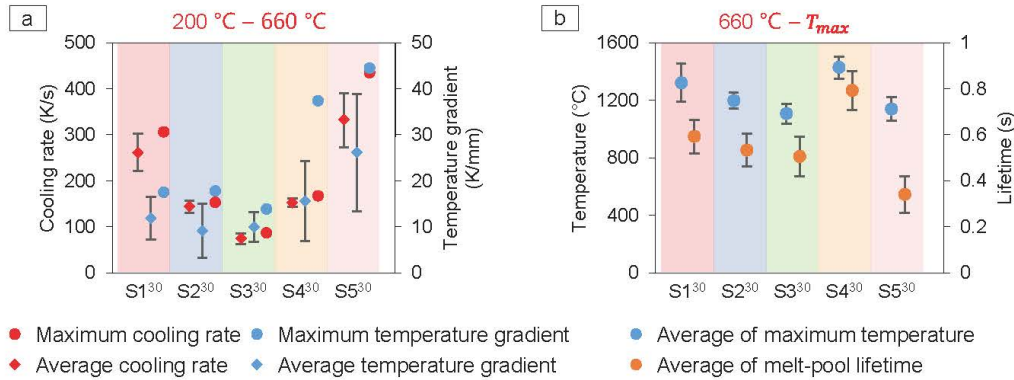 a
200 °C – 660 °C
500
400
300
200
100
0
Cooling rate (K/s)
50
40
30
20
10
0
Temperature gradient
(K/mm)
S1³⁰ S2³⁰ S3³⁰ S4³⁰ S5³⁰
Maximum cooling rate
Maximum temperature gradient
Average cooling rate
Average temperature gradient
b
660 °C – Tmax
1600
1200
800
400
0
Temperature (°C)
1
0.8
0.6
0.4
0.2
0
Lifetime (s)
S1³⁰ S2³⁰ S3³⁰ S4³⁰ S5³⁰
Average of maximum temperature
Average of melt-pool lifetime